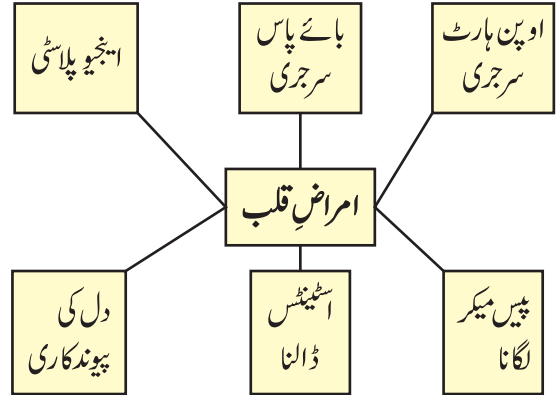 اوپن ہارٹ
سرجری
بائے پاس
سرجری
اینجیو پلاسٹی
امراضِ قلب
پیس میکر
لگانا
اسٹینٹس
ڈالنا
دل کی
پیوندکاری